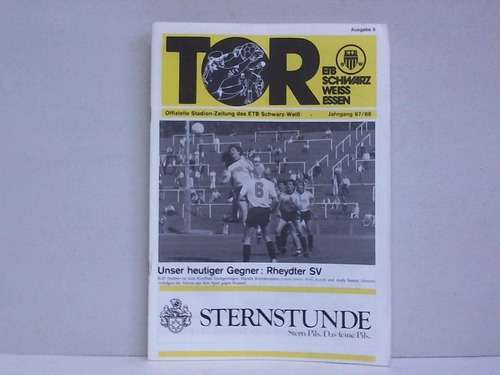 Ausgabe 6
TOR
ETB
SCHWARZ
WEISS
ESSEN
Offizielle Stadion-Zeitung des ETB Schwarz-Weiß - Jahrgang 87/88
6
Unser heutiger Gegner: Rheydter SV
STERNSTUNDE
Stern Pils. Das feine Pils.